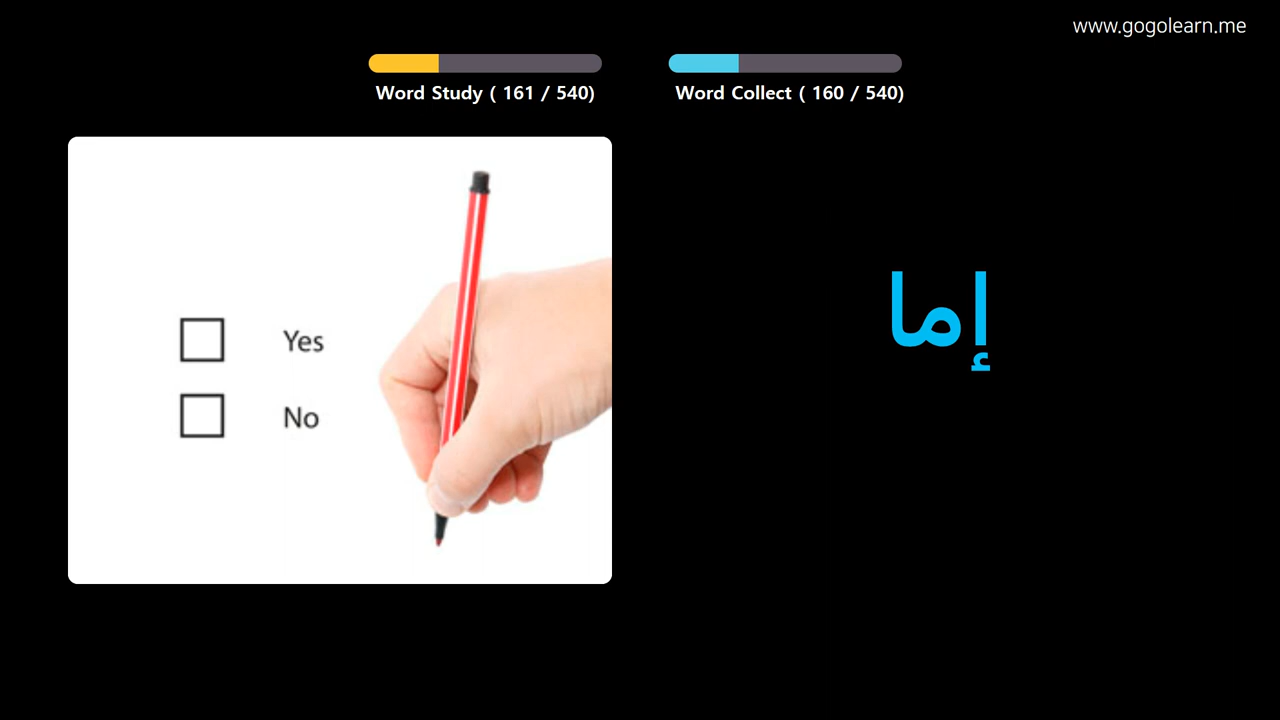 www.gogolearn.me
Word Study ( 161 / 540)
Word Collect ( 160 / 540)
Yes
No
إما